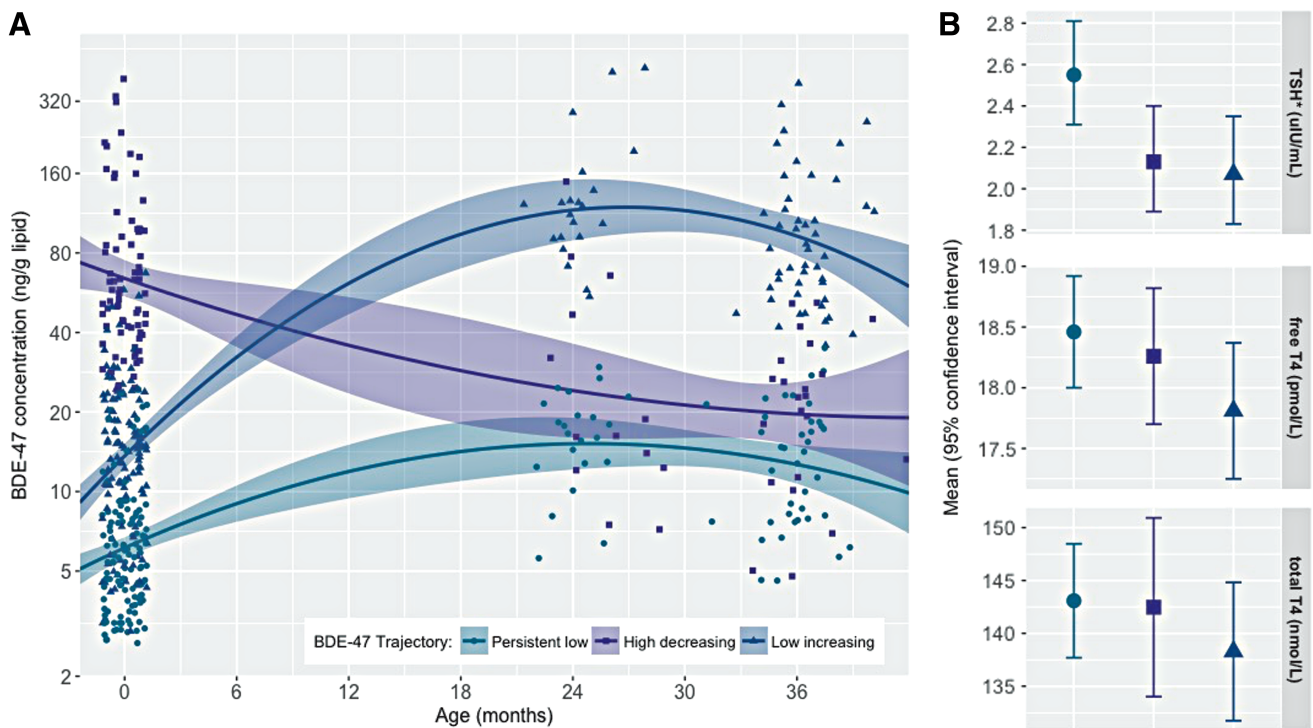 A
BDE-47 concentration (ng/g lipid)
320
160
80
40
20
10
5
2
0 6 12 18 24 30 36
Age (months)
BDE-47 Trajectory: Persistent low High decreasing Low increasing
B
Mean (95% confidence interval)
2.8
2.6
2.4
2.2
2.0
1.8
TSH* (uIU/mL)
19.0
18.5
18.0
17.5
free T4 (pmol/L)
150
145
140
135
total T4 (nmol/L)